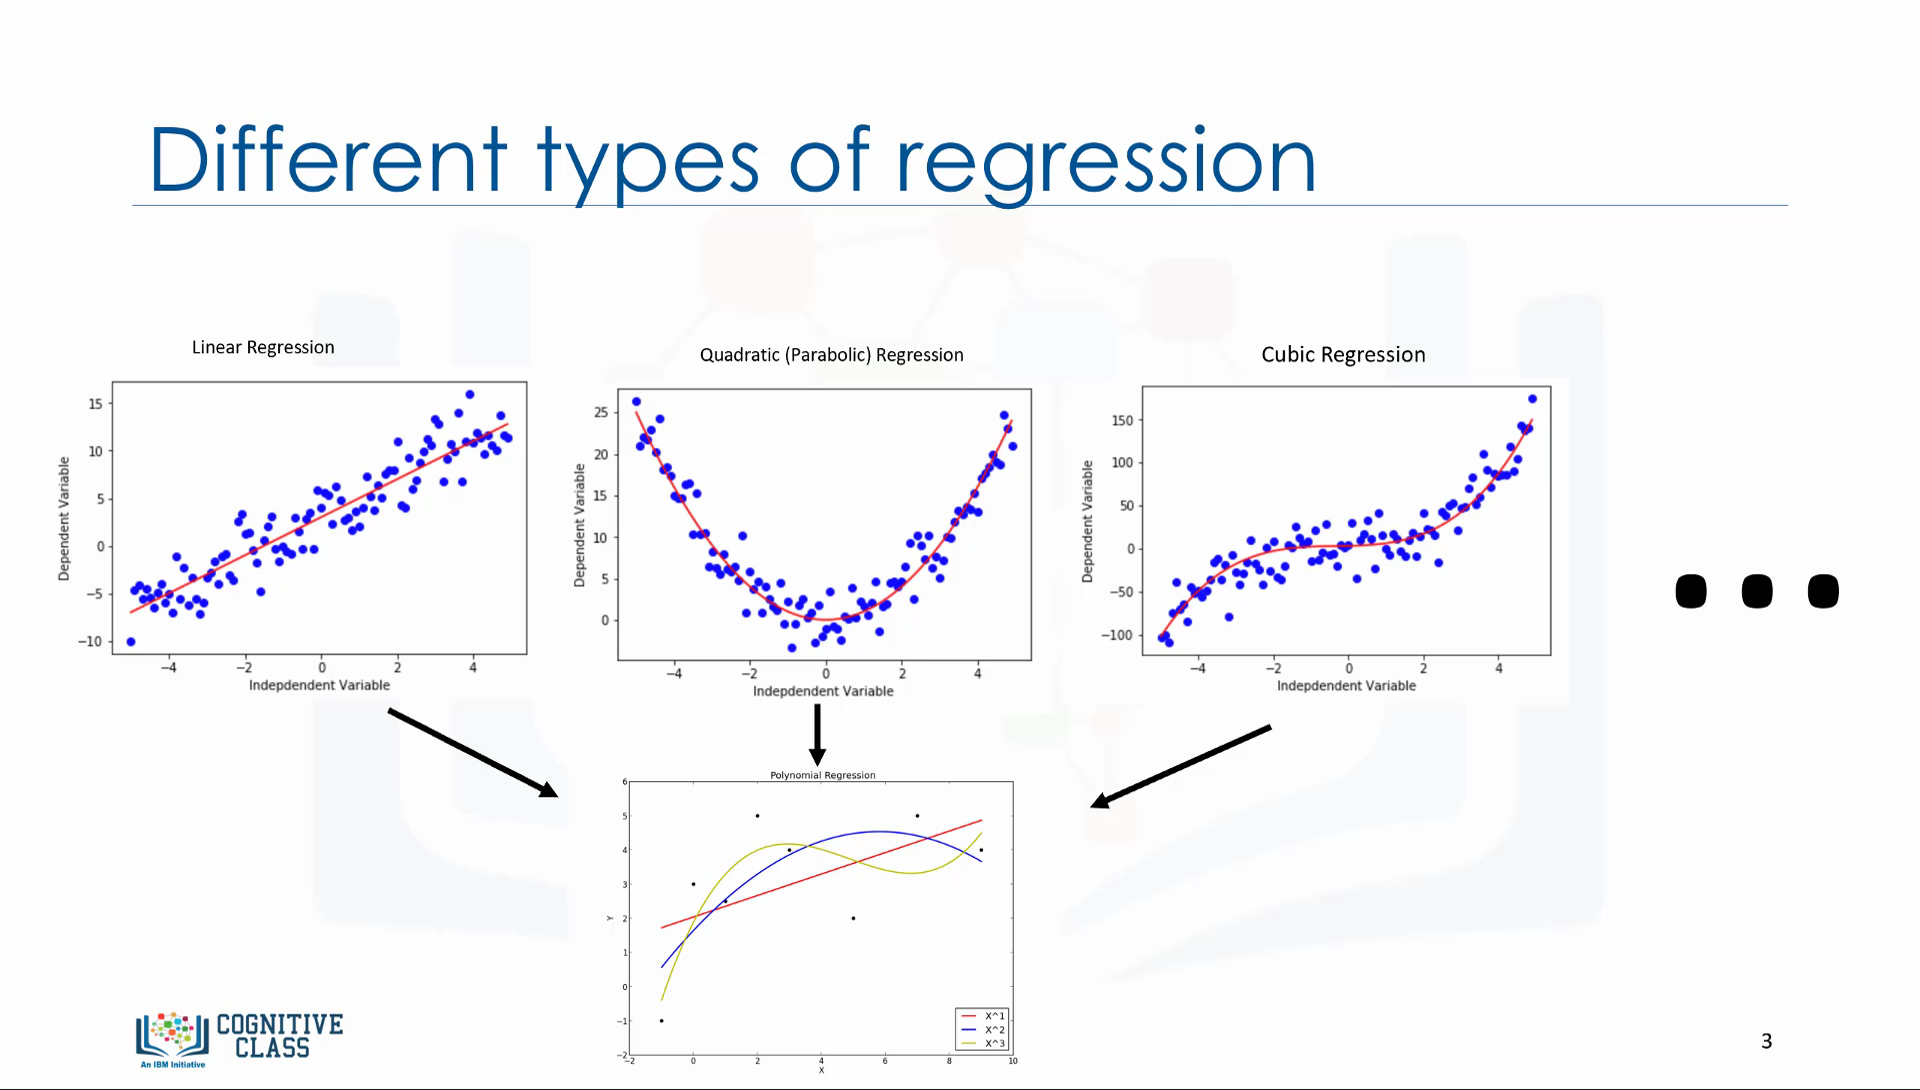 Different types of regression
Linear Regression
Quadratic (Parabolic) Regression
Cubic Regression
15
10
5
0
−5
−10
−4 −2 0 2 4
Dependent Variable
Indepdendent Variable
25
20
15
10
5
0
−4 −2 0 2 4
Dependent Variable
Indepdendent Variable
150
100
50
0
−50
−100
−4 −2 0 2 4
Dependent Variable
Indepdendent Variable
Polynomial Regression
6
5
4
3
2
1
0
−1
−2
−2 0 2 4 6 8 10
Y
X
X^1
X^2
X^3
COGNITIVE
CLASS
An IBM Initiative
3